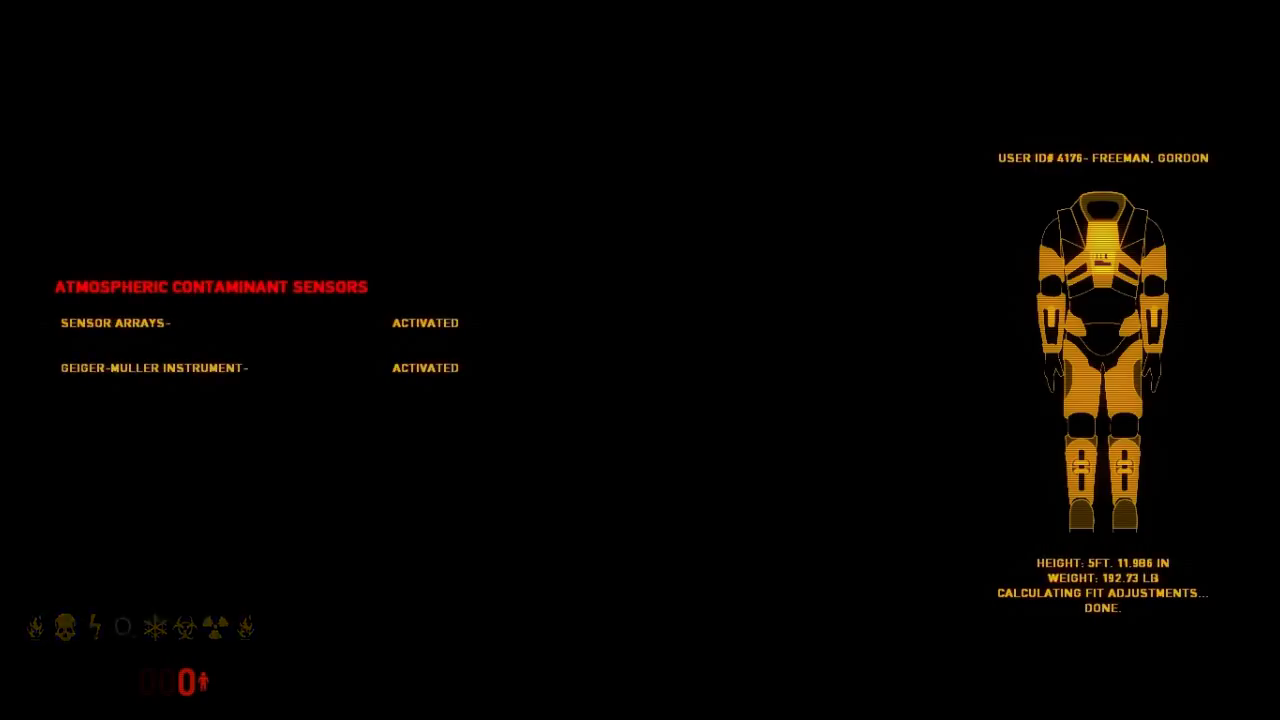 USER ID# 4176- FREEMAN, GORDON
ATMOSPHERIC CONTAMINANT SENSORS
SENSOR ARRAYS- ACTIVATED
GEIGER-MULLER INSTRUMENT- ACTIVATED
HEIGHT: 5FT. 11.986 IN
WEIGHT: 192.73 LB
CALCULATING FIT ADJUSTMENTS...
DONE.
0